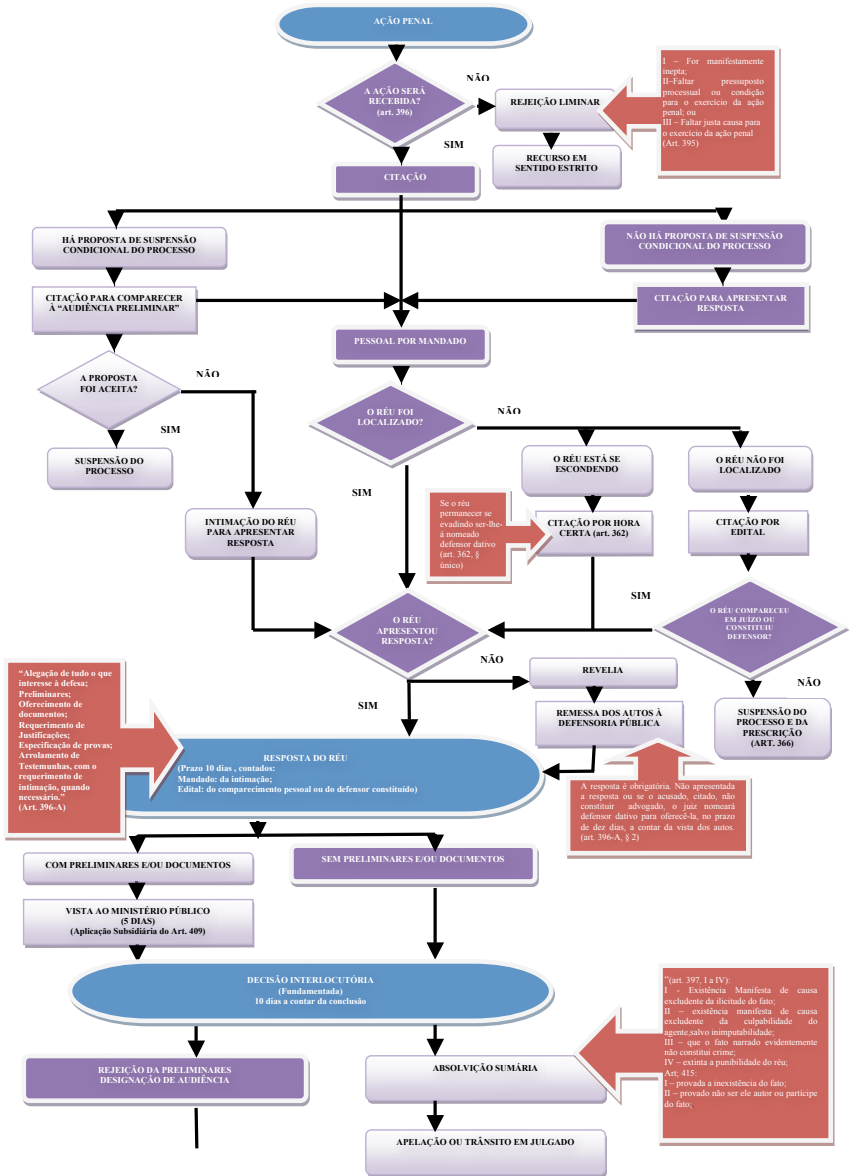 AÇÃO PENAL
A AÇÃO SERÁ
RECEBIDA?
(art. 396)
NÃO
REJEIÇÃO LIMINAR
I – For manifestamente
inepta;
II–Faltar pressuposto
processual ou condição
para o exercício da ação
penal; ou
III – Faltar justa causa para
o exercício da ação penal
(Art. 395)
SIM
RECURSO EM
SENTIDO ESTRITO
CITAÇÃO
HÁ PROPOSTA DE SUSPENSÃO
CONDICIONAL DO PROCESSO
NÃO HÁ PROPOSTA DE SUSPENSÃO
CONDICIONAL DO PROCESSO
CITAÇÃO PARA COMPARECER
À “AUDIÊNCIA PRELIMINAR”
CITAÇÃO PARA APRESENTAR
RESPOSTA
PESSOAL POR MANDADO
A PROPOSTA
FOI ACEITA?
NÃO
SIM
SUSPENSÃO DO
PROCESSO
O RÉU FOI
LOCALIZADO?
NÃO
O RÉU ESTÁ SE
ESCONDENDO
O RÉU NÃO FOI
LOCALIZADO
SIM
INTIMAÇÃO DO RÉU
PARA APRESENTAR
RESPOSTA
Se o réu
permanecer se
evadindo ser-lhe-
á nomeado
defensor dativo
(art. 362, §
único)
CITAÇÃO POR HORA
CERTA (art. 362)
CITAÇÃO POR
EDITAL
SIM
O RÉU COMPARECEU
EM JUÍZO OU
CONSTITUIU
DEFENSOR?
O RÉU
APRESENTOU
RESPOSTA?
NÃO
REVELIA
NÃO
“Alegação de tudo o que
interesse à defesa;
Preliminares;
Oferecimento de
documentos;
Requerimento de
Justificações;
Especificação de provas;
Arrolamento de
Testemunhas, com o
requerimento de
intimação, quando
necessário.”
(Art. 396-A)
SIM
REMESSA DOS AUTOS À
DEFENSORIA PÚBLICA
SUSPENSÃO DO
PROCESSO E DA
PRESCRIÇÃO
(ART. 366)
RESPOSTA DO RÉU
(Prazo 10 dias , contados:
Mandado: da intimação;
Edital: do comparecimento pessoal ou do defensor constituído)
A resposta é obrigatória. Não apresentada
a resposta ou se o acusado, citado, não
constituir advogado, o juiz nomeará
defensor dativo para oferecê-la, no prazo
de dez dias, a contar da vista dos autos.
(art. 396-A, § 2)
COM PRELIMINARES E/OU DOCUMENTOS
SEM PRELIMINARES E/OU DOCUMENTOS
VISTA AO MINISTÉRIO PÚBLICO
(5 DIAS)
(Aplicação Subsidiária do Art. 409)
DECISÃO INTERLOCUTÓRIA
(Fundamentada)
10 dias a contar da conclusão
"(art. 397, I a IV):
I - Existência Manifesta de causa
excludente da ilicitude do fato;
II – existência manifesta de causa
excludente da culpabilidade do
agente,salvo inimputabilidade;
III – que o fato narrado evidentemente
não constitui crime;
IV – extinta a punibilidade do réu;
Art; 415:
I – provada a inexistência do fato;
II – provado não ser ele autor ou partícipe
do fato;
REJEIÇÃO DA PRELIMINARES
DESIGNAÇÃO DE AUDIÊNCIA
ABSOLVIÇÃO SUMÁRIA
APELAÇÃO OU TRÂNSITO EM JULGADO